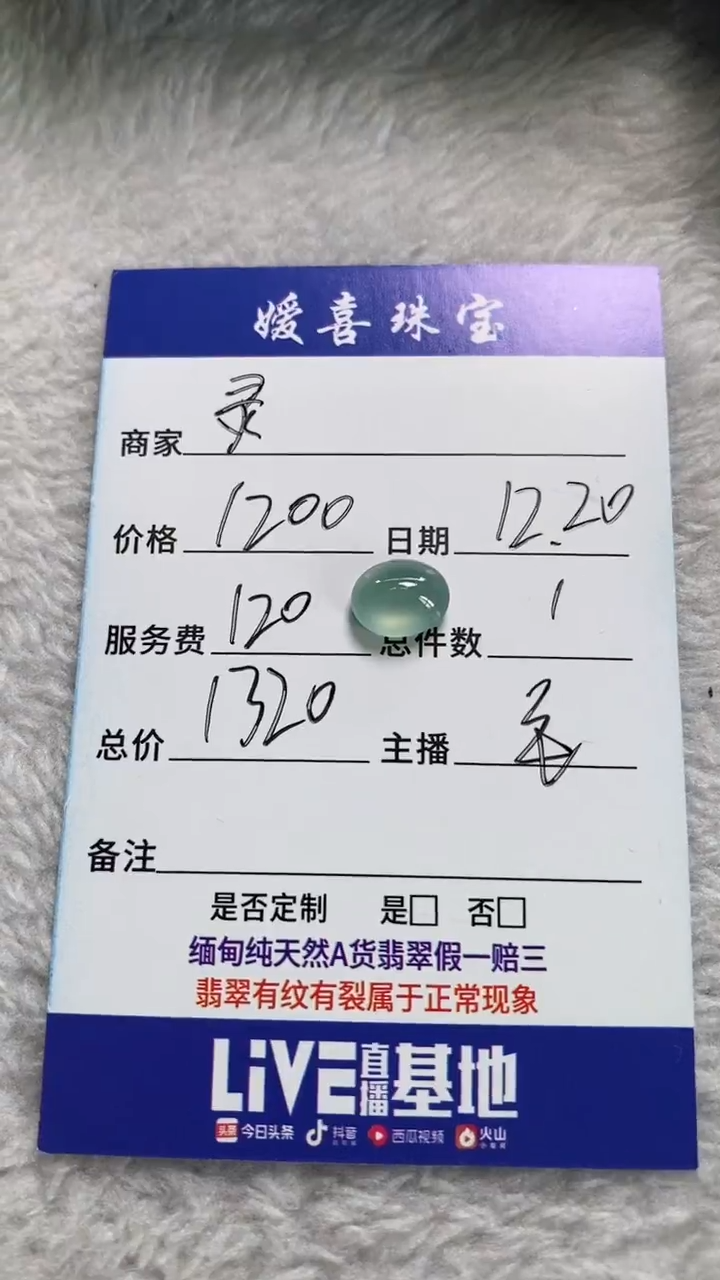 媛喜珠宝
商家 灵
价格 1200 日期 12.20
服务费 120 总件数 1
总价 1320 主播
备注
是否定制 是□ 否□
缅甸纯天然A货翡翠假一赔三
翡翠有纹有裂属于正常现象
LiVE直播基地
头条 今日头条 抖音 西瓜视频 火山